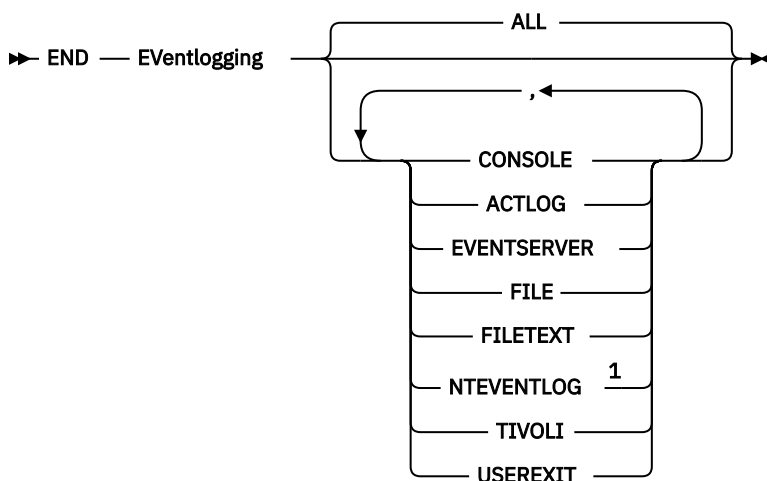 ALL
END EVentlogging
,
CONSOLE
ACTLOG
EVENTSERVER
FILE
FILETEXT
NTEVENTLOG 1
TIVOLI
USEREXIT